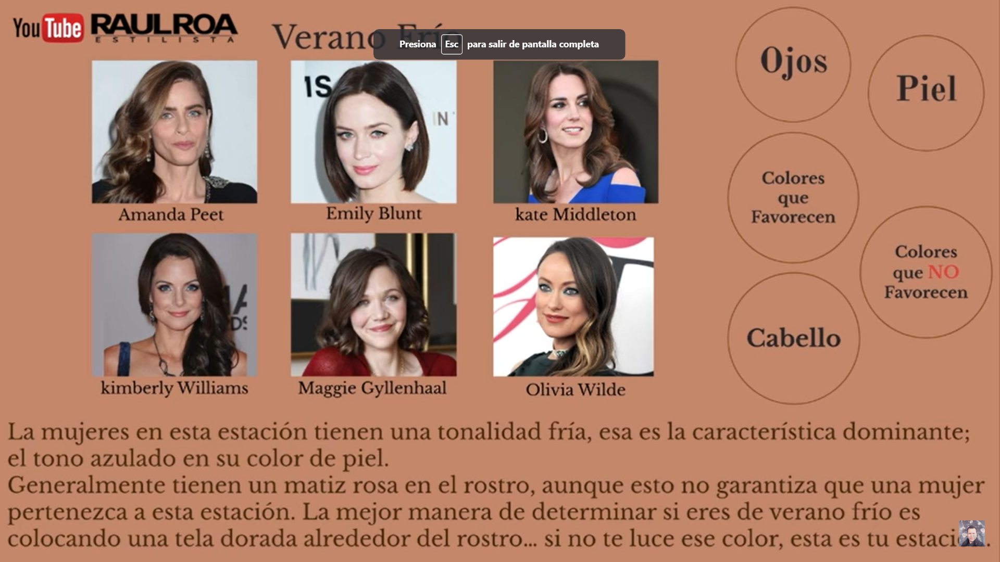 YouTube RAULROA
ESTILISTA
Verano Frío
Presiona Esc para salir de pantalla completa
IS
IN
Amanda Peet
Emily Blunt
kate Middleton
kimberly Williams
Maggie Gyllenhaal
Olivia Wilde
Ojos
Piel
Colores
que
Favorecen
Colores
que NO
Favorecen
Cabello
La mujeres en esta estación tienen una tonalidad fría, esa es la característica dominante;
el tono azulado en su color de piel.
Generalmente tienen un matiz rosa en el rostro, aunque esto no garantiza que una mujer
pertenezca a esta estación. La mejor manera de determinar si eres de verano frío es
colocando una tela dorada alrededor del rostro... si no te luce ese color, esta es tu estación.